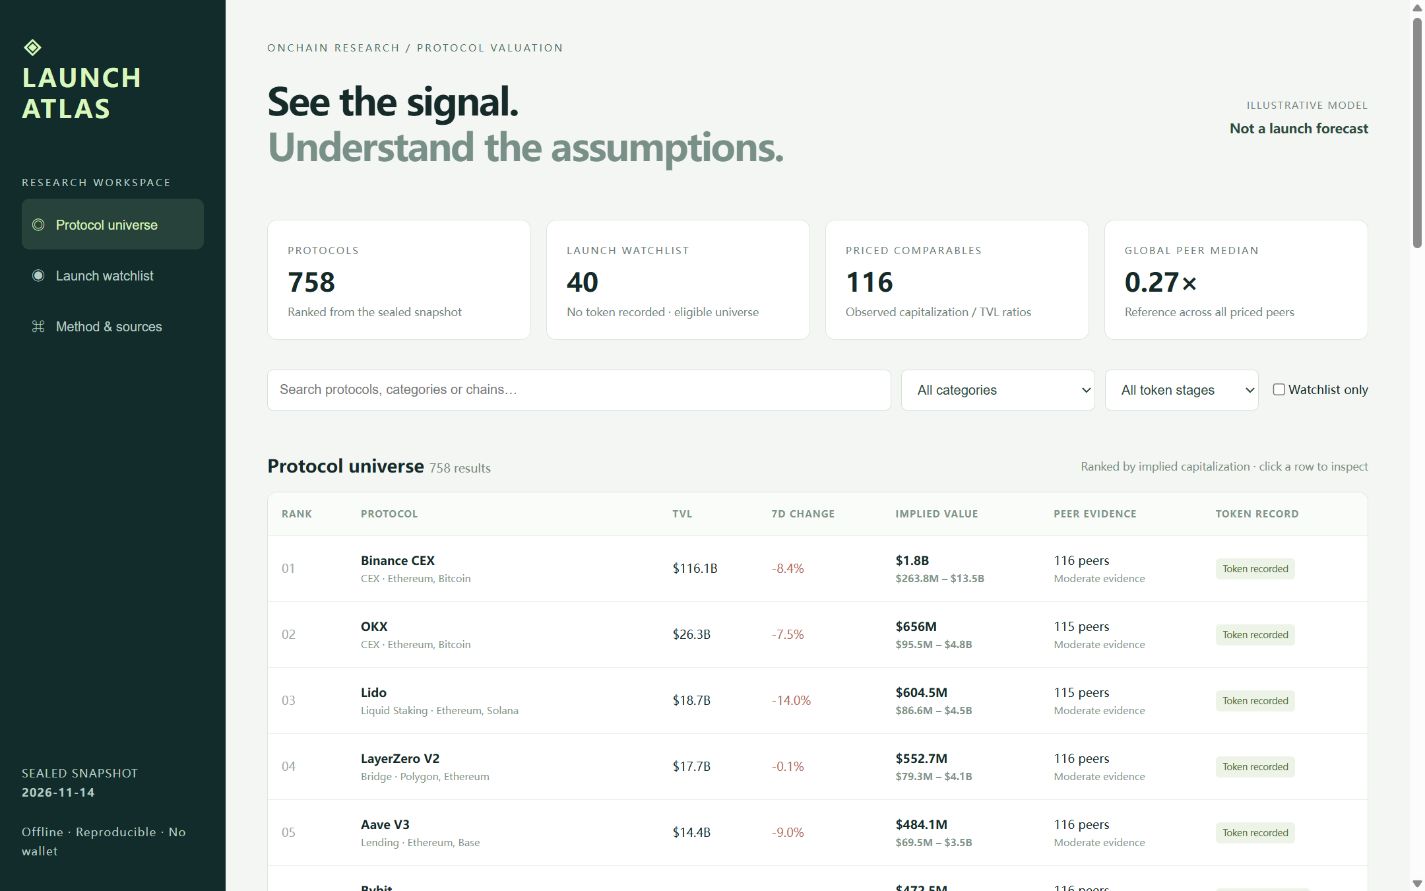 LAUNCH
ATLAS
RESEARCH WORKSPACE
Protocol universe
Launch watchlist
Method & sources
SEALED SNAPSHOT
2026-11-14
Offline · Reproducible · No
wallet
ONCHAIN RESEARCH / PROTOCOL VALUATION
See the signal.
Understand the assumptions.
ILLUSTRATIVE MODEL
Not a launch forecast
PROTOCOLS
758
Ranked from the sealed snapshot
LAUNCH WATCHLIST
40
No token recorded · eligible universe
PRICED COMPARABLES
116
Observed capitalization / TVL ratios
GLOBAL PEER MEDIAN
0.27×
Reference across all priced peers
Search protocols, categories or chains…
All categories
All token stages
Watchlist only
Protocol universe 758 results
Ranked by implied capitalization · click a row to inspect
RANK PROTOCOL TVL 7D CHANGE IMPLIED VALUE PEER EVIDENCE TOKEN RECORD
01 Binance CEX $116.1B -8.4% $1.8B 116 peers Token recorded
CEX · Ethereum, Bitcoin $263.8M – $13.5B Moderate evidence
02 OKX $26.3B -7.5% $656M 115 peers Token recorded
CEX · Ethereum, Bitcoin $95.5M – $4.8B Moderate evidence
03 Lido $18.7B -14.0% $604.5M 115 peers Token recorded
Liquid Staking · Ethereum, Solana $86.6M – $4.5B Moderate evidence
04 LayerZero V2 $17.7B -0.1% $552.7M 116 peers Token recorded
Bridge · Polygon, Ethereum $79.3M – $4.1B Moderate evidence
05 Aave V3 $14.4B -9.0% $484.1M 116 peers Token recorded
Lending · Ethereum, Base $69.5M – $3.5B Moderate evidence
Bybit $472.5M 116 peers